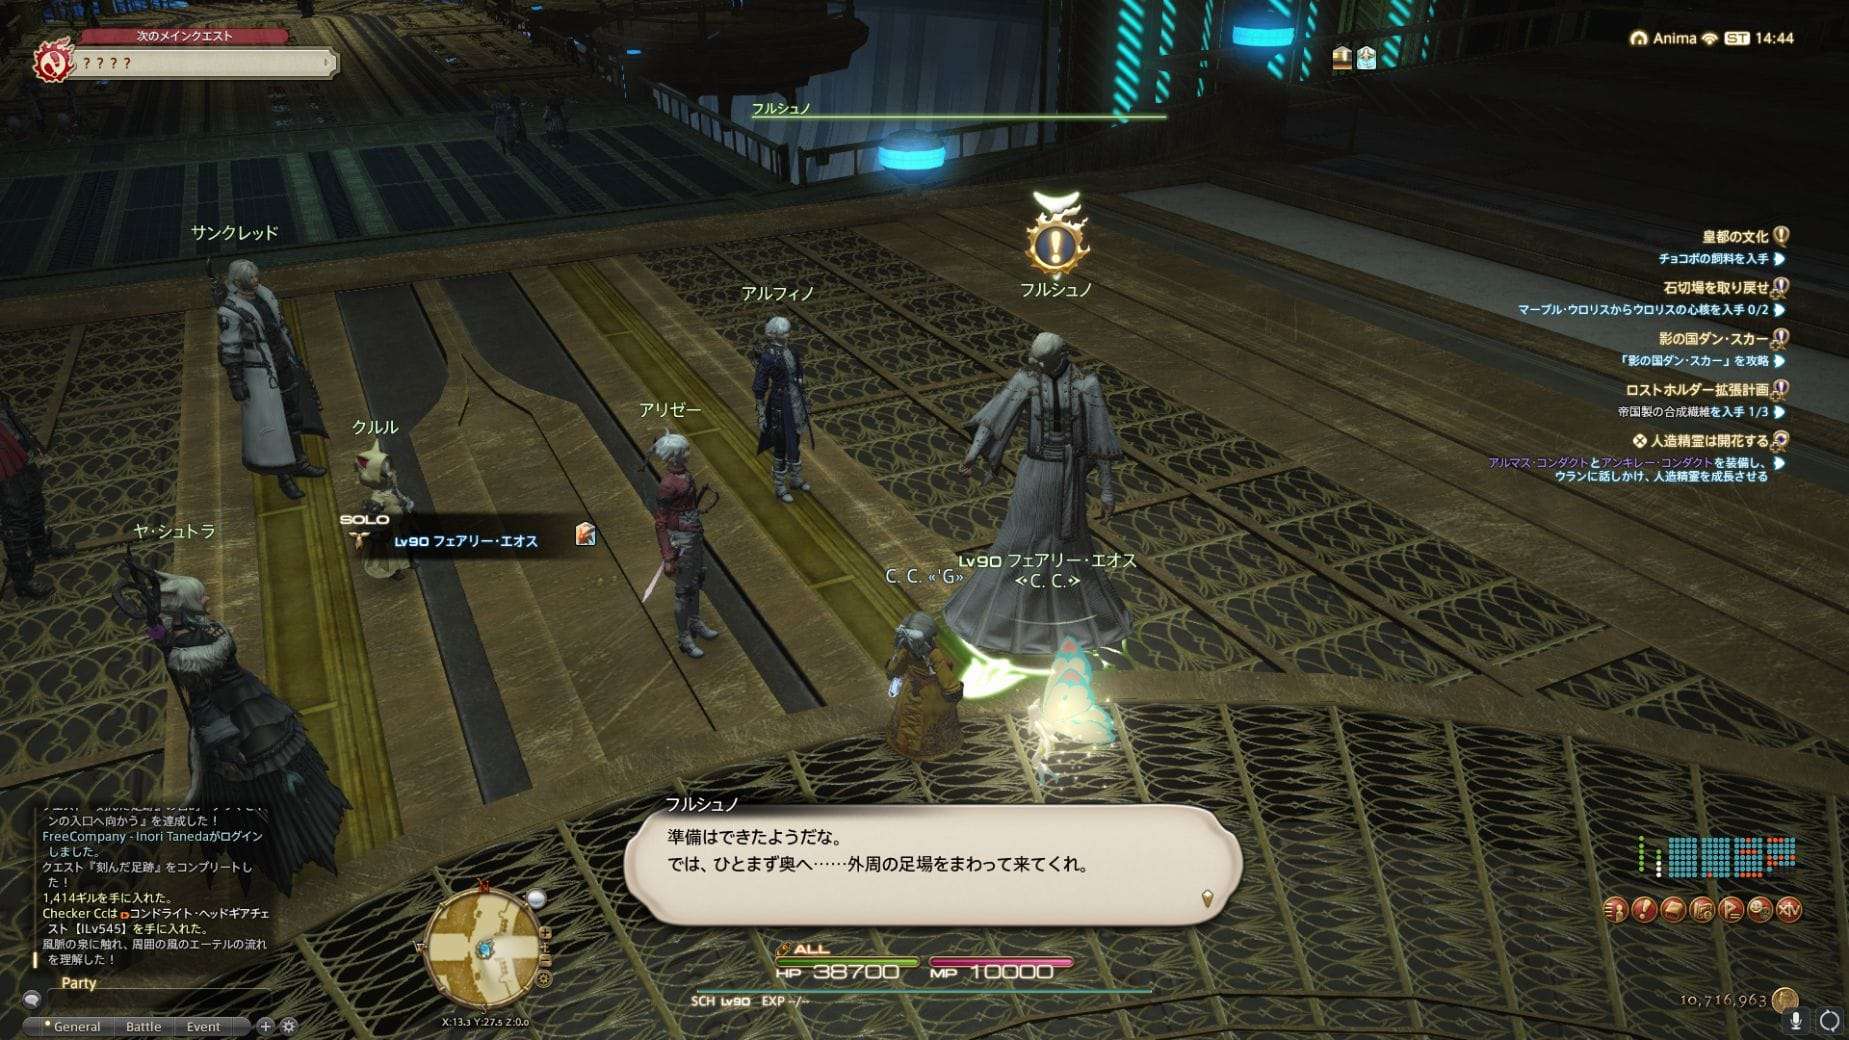 次のメインクエスト
????
Anima ST 14:44
フルシュノ
サンクレッド
アルフィノ
フルシュノ
アリゼー
クルル
ヤ・シュトラ
SOLO
Lv90 フェアリー・エオス
C. C. «'G»
Lv90 フェアリー・エオス
C. C.
皇都の文化
チョコボの飼料を入手
石切場を取り戻せ
マーブル・ウロリスからウロリスの心核を入手 0/2
影の国ダン・スカー
「影の国ダン・スカー」を攻略
ロストホルダー拡張計画
帝国製の合成繊維を入手 1/3
人造精霊は開花する
アルマス・コンダクトとアンキレー・コンダクトを装備し、
ウランに話しかけ、人造精霊を成長させる
フルシュノ
準備はできたようだな。
では、ひとまず奥へ……外周の足場をまわって来てくれ。
ンの入口へ向かう』を達成した！
FreeCompany - Inori Tanedaがログイン
しました。
クエスト『刻んだ足跡』をコンプリートし
た！
1,414ギルを手に入れた。
Checker Ccはコンドライト・ヘッドギアチェ
スト【ILv545】を手に入れた。
風脈の泉に触れ、周囲の風のエーテルの流れ
を理解した！
Party
General Battle Event
X:13.3 Y:27.5 Z:0.0
ALL
HP 38700 MP 10000
SCH Lv90 EXP --/--
10,716,963
XIV